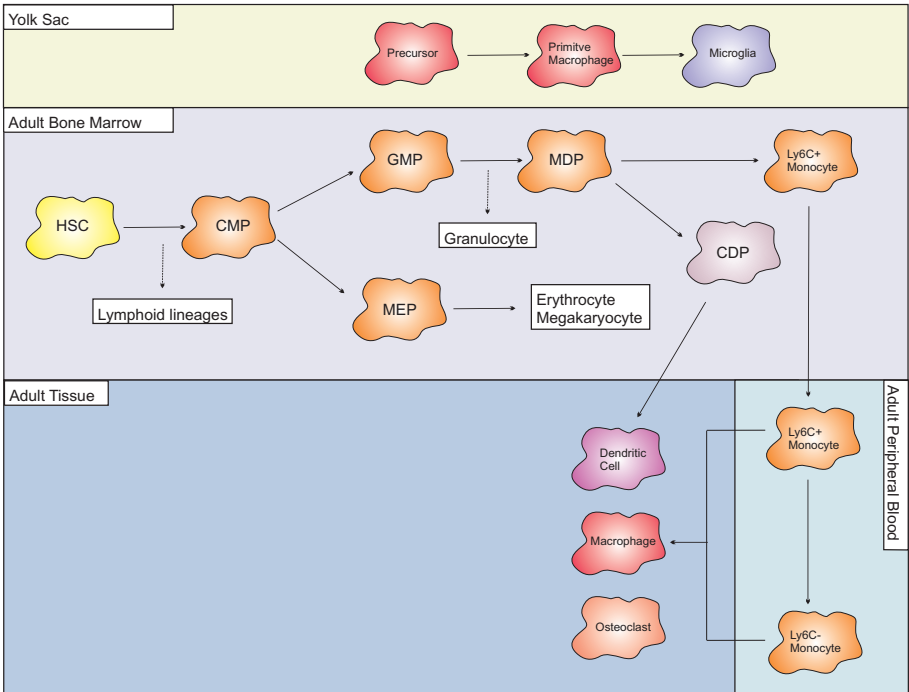 Yolk Sac
Precursor
Primitve
Macrophage
Microglia
Adult Bone Marrow
GMP
MDP
Ly6C+
Monocyte
HSC
CMP
Granulocyte
CDP
Lymphoid lineages
MEP
Erythrocyte
Megakaryocyte
Adult Tissue
Adult Peripheral Blood
Dendritic
Cell
Ly6C+
Monocyte
Macrophage
Osteoclast
Ly6C-
Monocyte